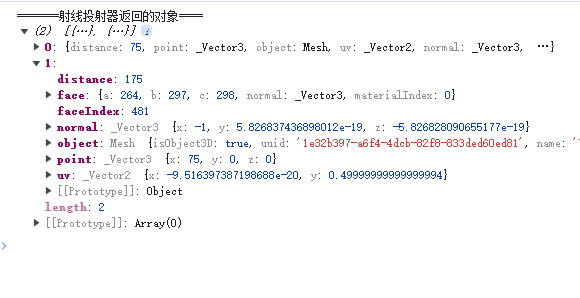 ======射线投射器返回的对象====
▼ (2) [{…}, {…}] i
▶ 0: {distance: 75, point: _Vector3, object: Mesh, uv: _Vector2, normal: _Vector3, …}
▼ 1:
distance: 175
▶ face: {a: 264, b: 297, c: 298, normal: _Vector3, materialIndex: 0}
faceIndex: 481
▶ normal: _Vector3 {x: -1, y: 5.826837436898012e-19, z: -5.826828090655177e-19}
▶ object: Mesh {isObject3D: true, uuid: '1e32b397-a6f4-4dcb-82f8-833ded60ed81', name: '
▶ point: _Vector3 {x: 75, y: 0, z: 0}
▶ uv: _Vector2 {x: -9.516397387198688e-20, y: 0.49999999999999994}
▶ [[Prototype]]: Object
length: 2
▶ [[Prototype]]: Array(0)
>